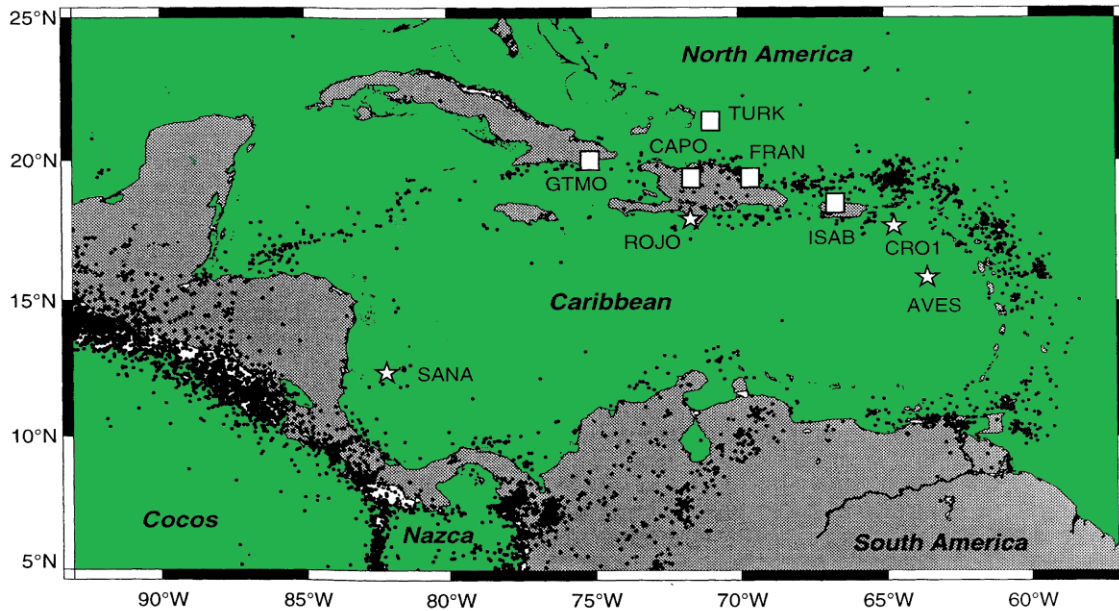 25°N
North America
TURK
CAPO
FRAN
20°N
GTMO
ROJO
ISAB
CRO1
15°N
Caribbean
AVES
SANA
10°N
Cocos
Nazca
South America
5°N
90°W 85°W 80°W 75°W 70°W 65°W 60°W